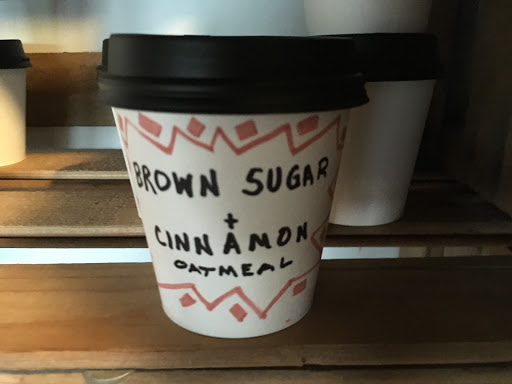 BROWN SUGAR
+
CINNAMON
OATMEAL